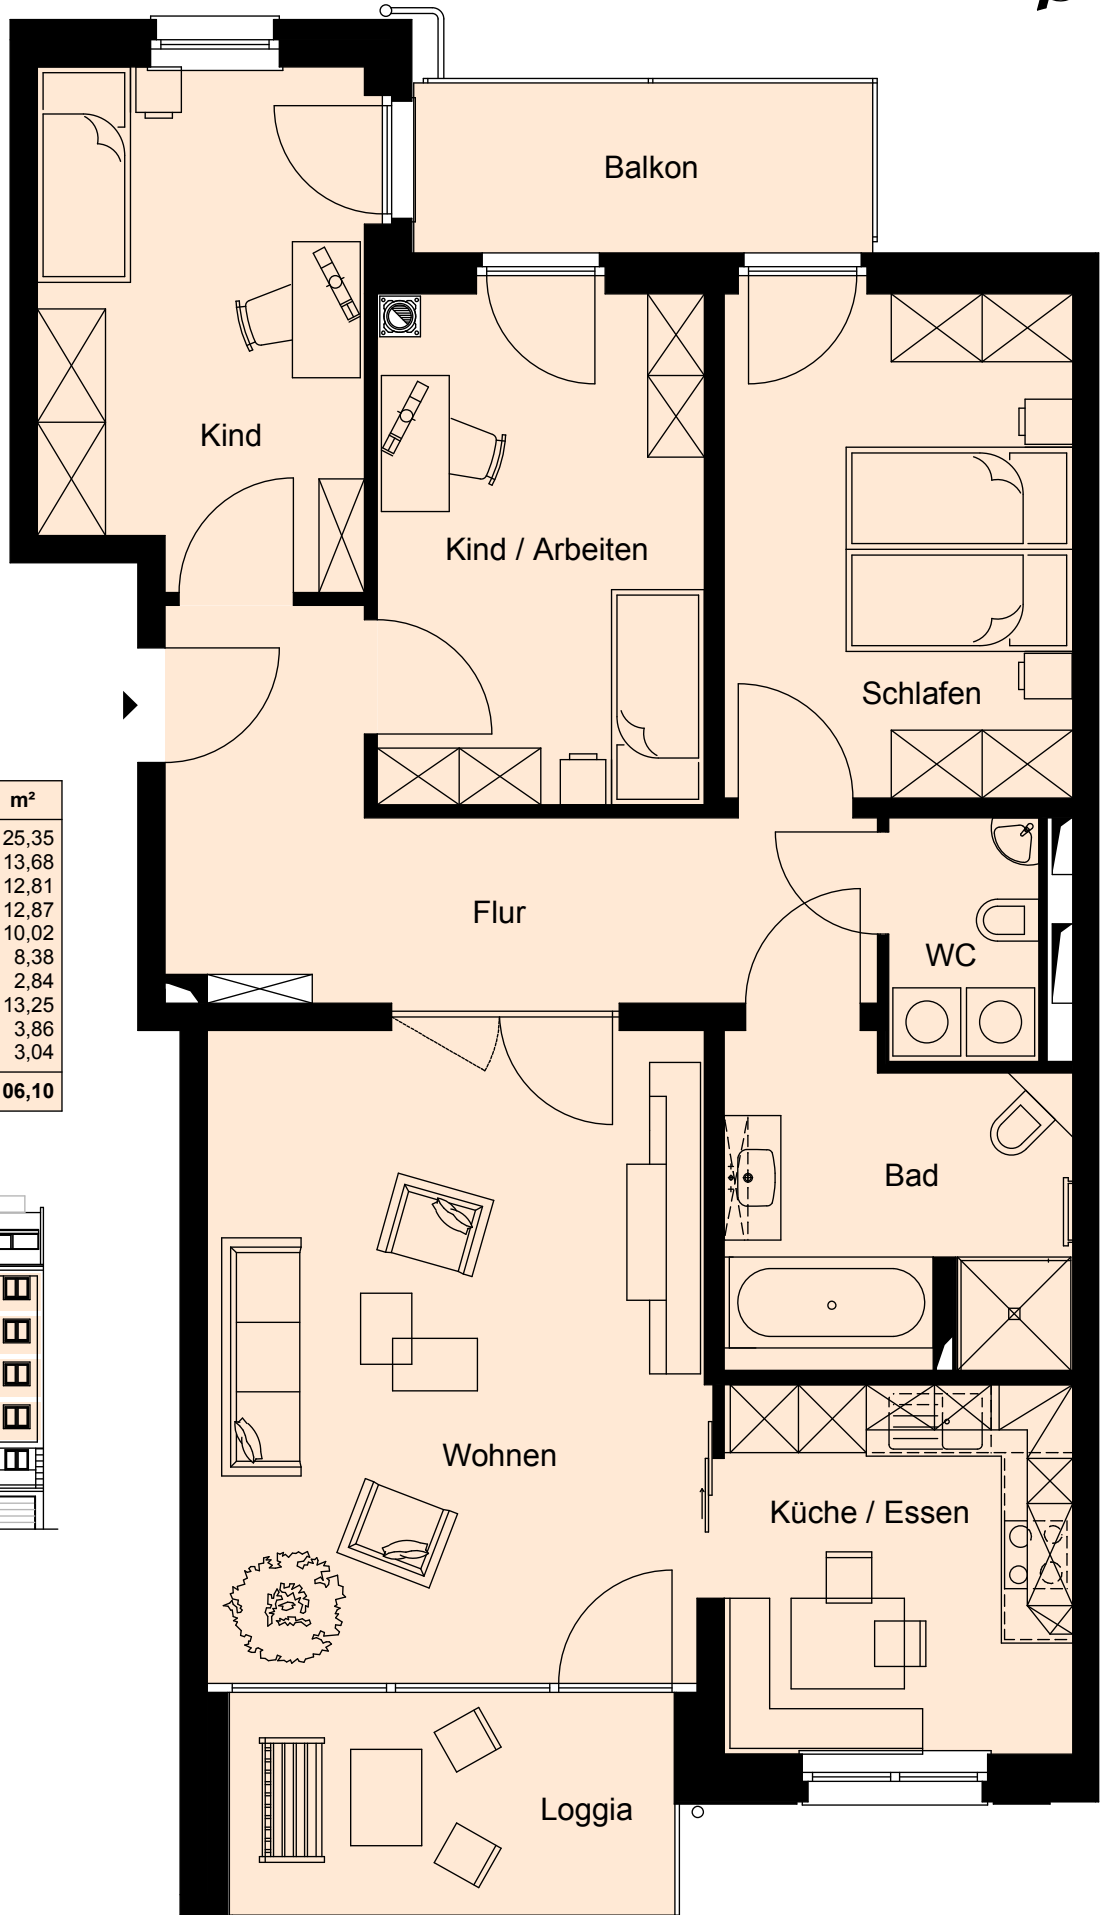 Balkon
Kind
Kind / Arbeiten
Schlafen
m²
25,35
13,68
12,81
12,87
10,02
8,38
2,84
13,25
3,86
3,04
06,10
Flur
WC
Bad
Wohnen
Küche / Essen
Loggia